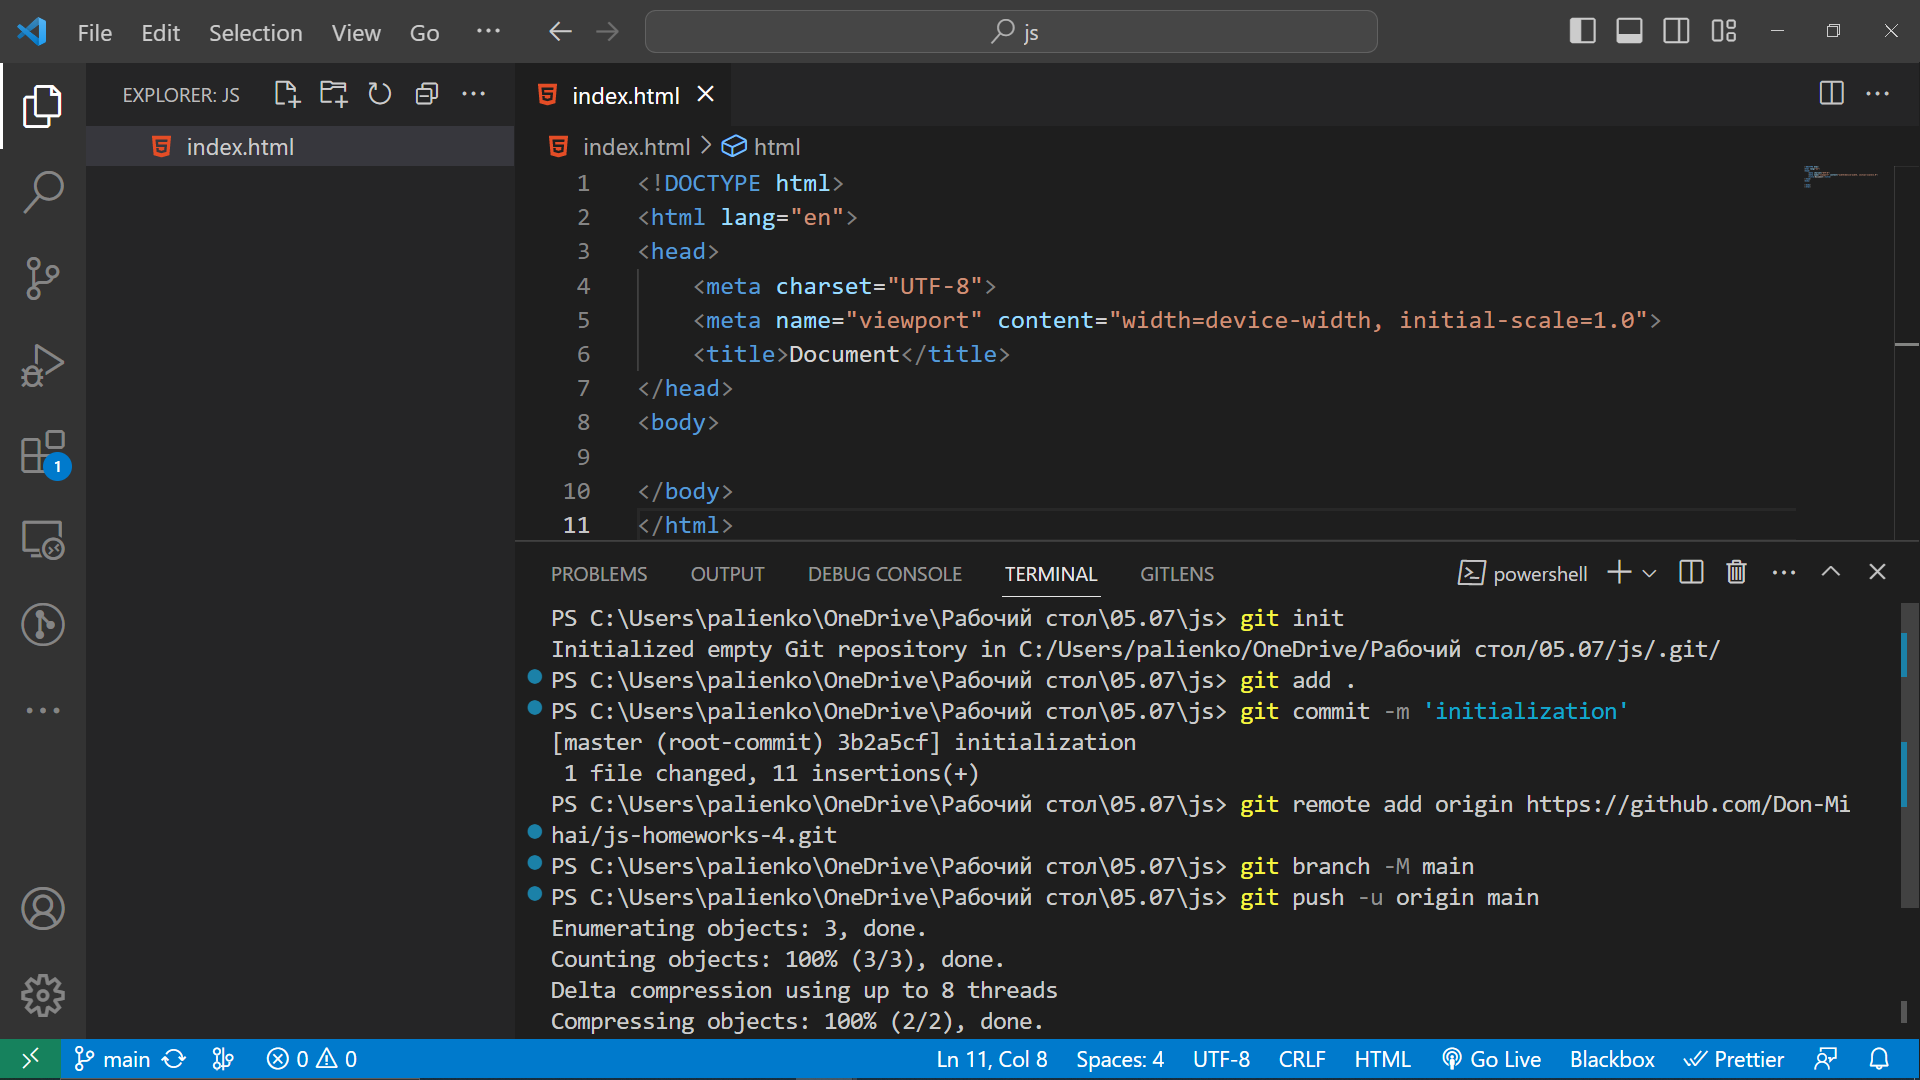 File Edit Selection View Go ··· js
EXPLORER: JS
index.html
index.html
index.html > html
1 <!DOCTYPE html>
2 <html lang="en">
3 <head>
4 <meta charset="UTF-8">
5 <meta name="viewport" content="width=device-width, initial-scale=1.0">
6 <title>Document</title>
7 </head>
8 <body>
9
10 </body>
11 </html>
1
PROBLEMS OUTPUT DEBUG CONSOLE TERMINAL GITLENS powershell
PS C:\Users\palienko\OneDrive\Рабочий стол\05.07\js> git init
Initialized empty Git repository in C:/Users/palienko/OneDrive/Рабочий стол/05.07/js/.git/
PS C:\Users\palienko\OneDrive\Рабочий стол\05.07\js> git add .
PS C:\Users\palienko\OneDrive\Рабочий стол\05.07\js> git commit -m 'initialization'
[master (root-commit) 3b2a5cf] initialization
1 file changed, 11 insertions(+)
PS C:\Users\palienko\OneDrive\Рабочий стол\05.07\js> git remote add origin https://github.com/Don-Mi
hai/js-homeworks-4.git
PS C:\Users\palienko\OneDrive\Рабочий стол\05.07\js> git branch -M main
PS C:\Users\palienko\OneDrive\Рабочий стол\05.07\js> git push -u origin main
Enumerating objects: 3, done.
Counting objects: 100% (3/3), done.
Delta compression using up to 8 threads
Compressing objects: 100% (2/2), done.
main 0 0 Ln 11, Col 8 Spaces: 4 UTF-8 CRLF HTML Go Live Blackbox Prettier